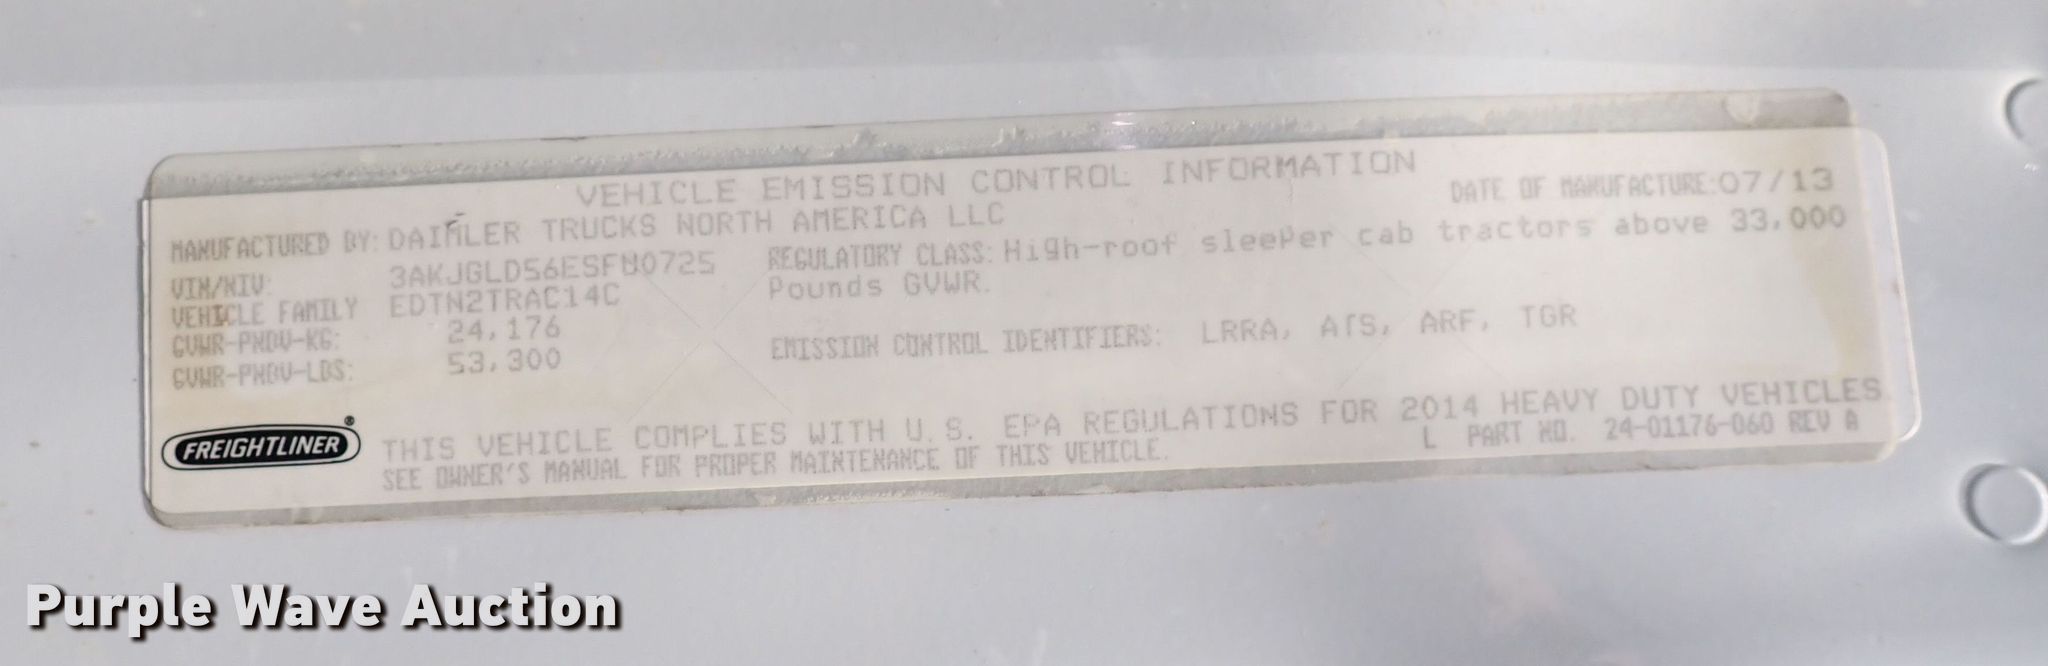 VEHICLE EMISSION CONTROL INFORMATION
DATE OF MANUFACTURE:07/13
MANUFACTURED BY: DAIMLER TRUCKS NORTH AMERICA LLC
VIN/NIV: 3AKJGLD56ESFN0725
REGULATORY CLASS: High-roof sleeper cab tractors above 33,000
Pounds GVWR.
VEHICLE FAMILY EDTN2TRAC14C
GVWR-PNBV-KG: 24,176
GVWR-PNBV-LBS: 53,300
EMISSION CONTROL IDENTIFIERS: LRRA, ATS, ARF, TGR
FREIGHTLINER®
THIS VEHICLE COMPLIES WITH U.S. EPA REGULATIONS FOR 2014 HEAVY DUTY VEHICLES
SEE OWNER'S MANUAL FOR PROPER MAINTENANCE OF THIS VEHICLE.
L PART NO. 24-01176-060 REV A
Purple Wave Auction